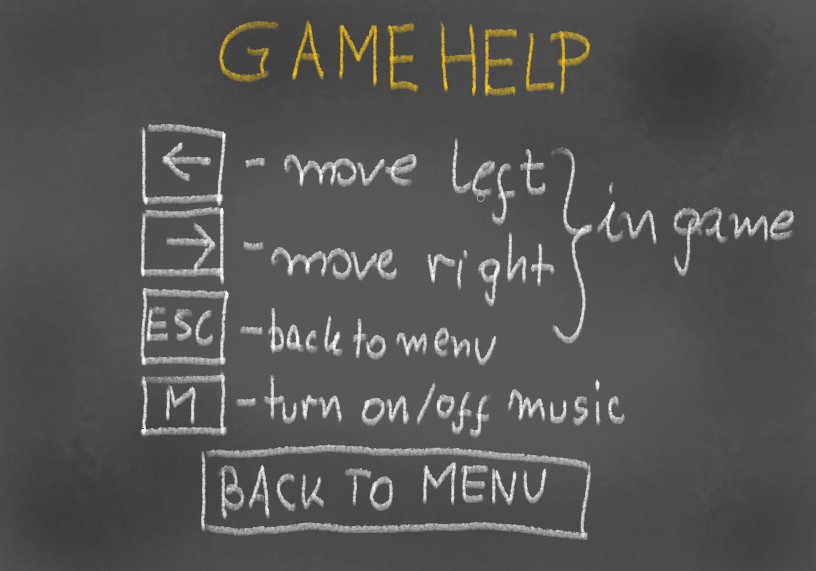 GAME HELP
← - move left
→ - move right
in game
ESC - back to menu
M - turn on/off music
BACK TO MENU